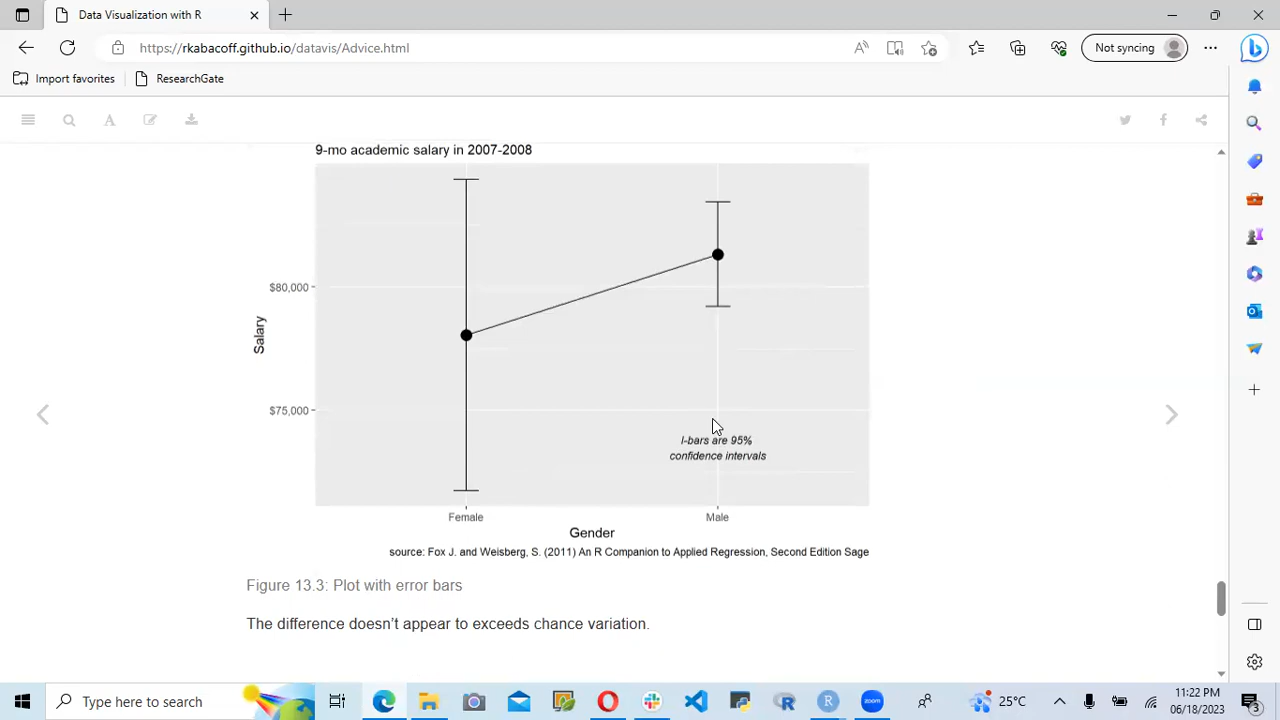 Data Visualization with R
https://rkabacoff.github.io/datavis/Advice.html
Not syncing
Import favorites
ResearchGate
9-mo academic salary in 2007-2008
$80,000
Salary
$75,000
I-bars are 95%
confidence intervals
Female
Male
Gender
source: Fox J. and Weisberg, S. (2011) An R Companion to Applied Regression, Second Edition Sage
Figure 13.3: Plot with error bars
The difference doesn't appear to exceeds chance variation.
Type here to search
zoom
25°C
11:22 PM
06/18/2023
3